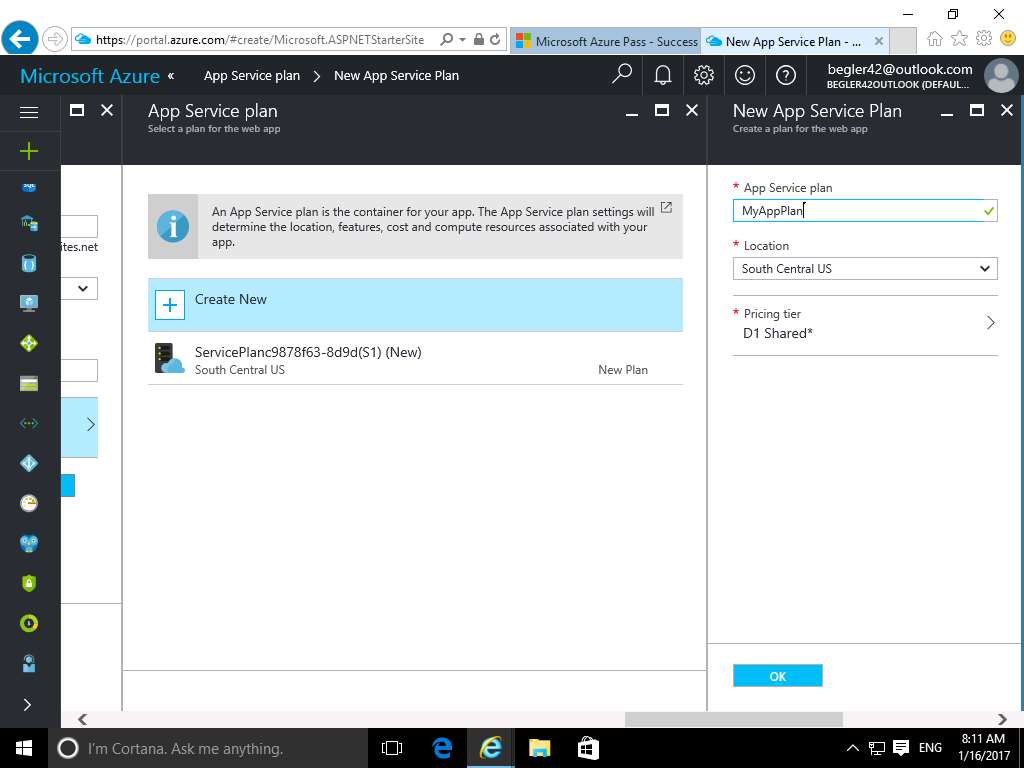 https://portal.azure.com/#create/Microsoft.ASPNETStarterSite
Microsoft Azure Pass - Success
New App Service Plan - ...
Microsoft Azure «
App Service plan
New App Service Plan
begler42@outlook.com
BEGLER42OUTLOOK (DEFAUL...
App Service plan
Select a plan for the web app
New App Service Plan
Create a plan for the web app
SQL
ites.net
An App Service plan is the container for your app. The App Service plan settings will
determine the location, features, cost and compute resources associated with your
app.
Create New
ServicePlanc9878f63-8d9d(S1) (New)
South Central US
New Plan
* App Service plan
MyAppPlan
* Location
South Central US
* Pricing tier
D1 Shared*
OK
I'm Cortana. Ask me anything.
ENG
8:11 AM
1/16/2017